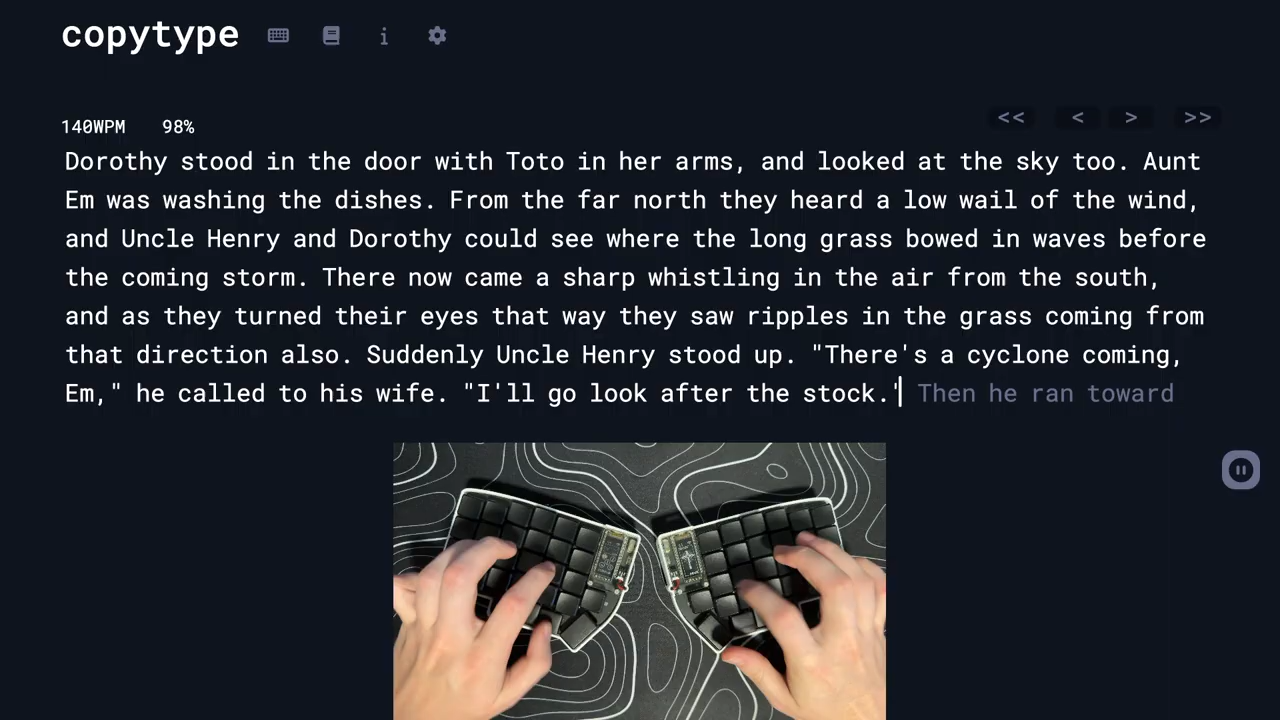 copytype
<< < > >>
140WPM 98%
Dorothy stood in the door with Toto in her arms, and looked at the sky too. Aunt
Em was washing the dishes. From the far north they heard a low wail of the wind,
and Uncle Henry and Dorothy could see where the long grass bowed in waves before
the coming storm. There now came a sharp whistling in the air from the south,
and as they turned their eyes that way they saw ripples in the grass coming from
that direction also. Suddenly Uncle Henry stood up. "There's a cyclone coming,
Em," he called to his wife. "I'll go look after the stock.' Then he ran toward